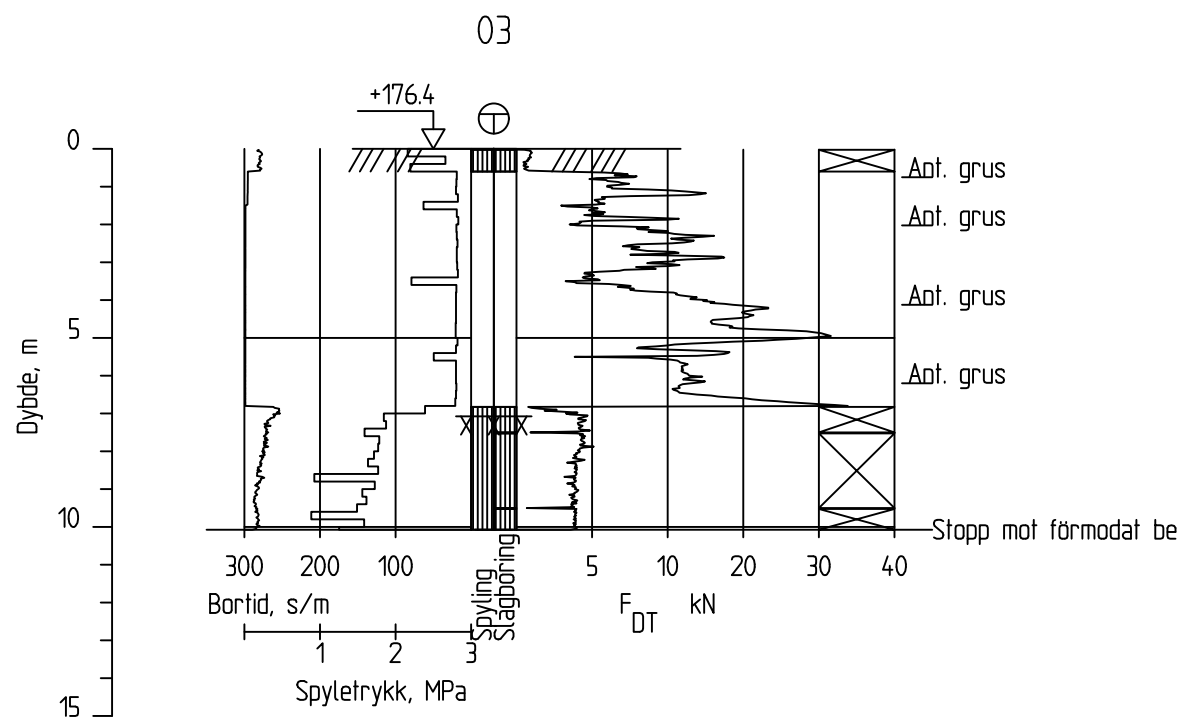 03
+176.4
0
Ant. grus
Ant. grus
Ant. grus
5
Ant. grus
Dybde, m
10
Stopp mot förmodat be
300 200 100 5 10 20 30 40
Spyling
Slagboring
Bortid, s/m
F DT kN
1 2 3
Spyletrykk, MPa
15